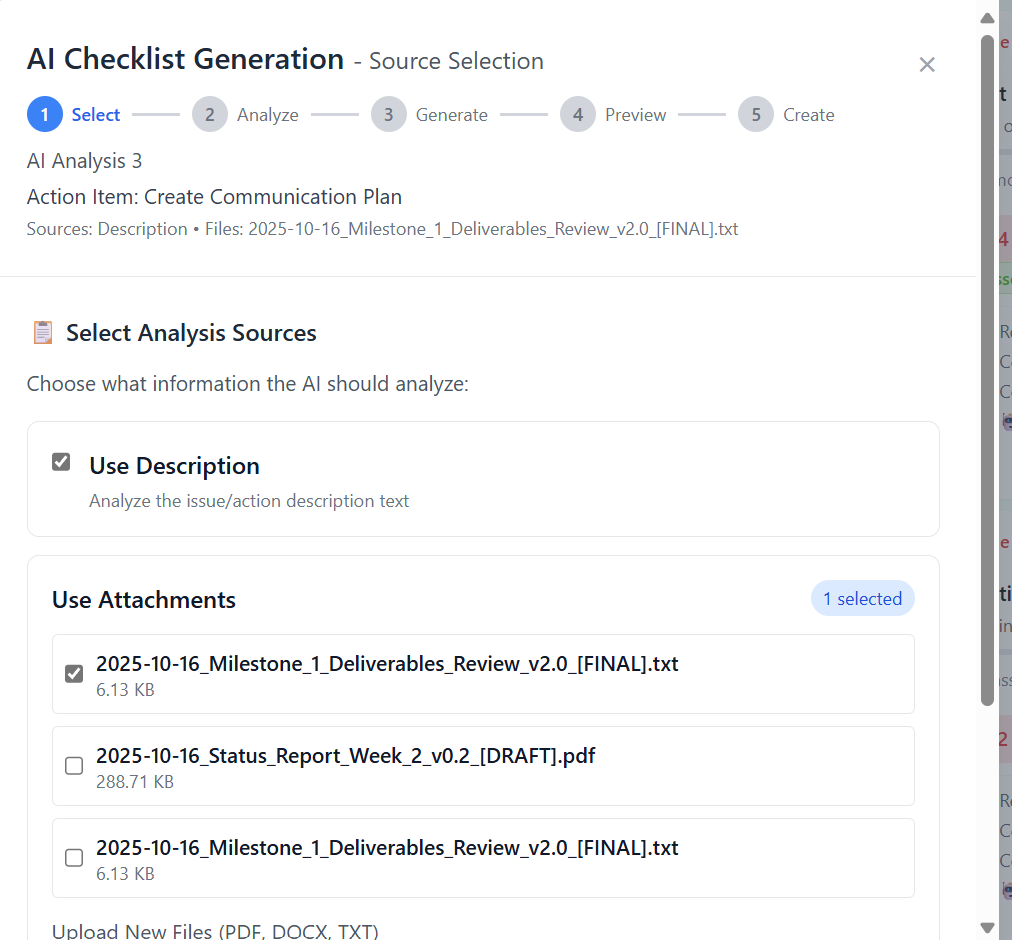 AI Checklist Generation - Source Selection
1 Select 2 Analyze 3 Generate 4 Preview 5 Create
AI Analysis 3
Action Item: Create Communication Plan
Sources: Description • Files: 2025-10-16_Milestone_1_Deliverables_Review_v2.0_[FINAL].txt
Select Analysis Sources
Choose what information the AI should analyze:
Use Description
Analyze the issue/action description text
Use Attachments
1 selected
2025-10-16_Milestone_1_Deliverables_Review_v2.0_[FINAL].txt
6.13 KB
2025-10-16_Status_Report_Week_2_v0.2_[DRAFT].pdf
288.71 KB
2025-10-16_Milestone_1_Deliverables_Review_v2.0_[FINAL].txt
6.13 KB
Upload New Files (PDF, DOCX, TXT)